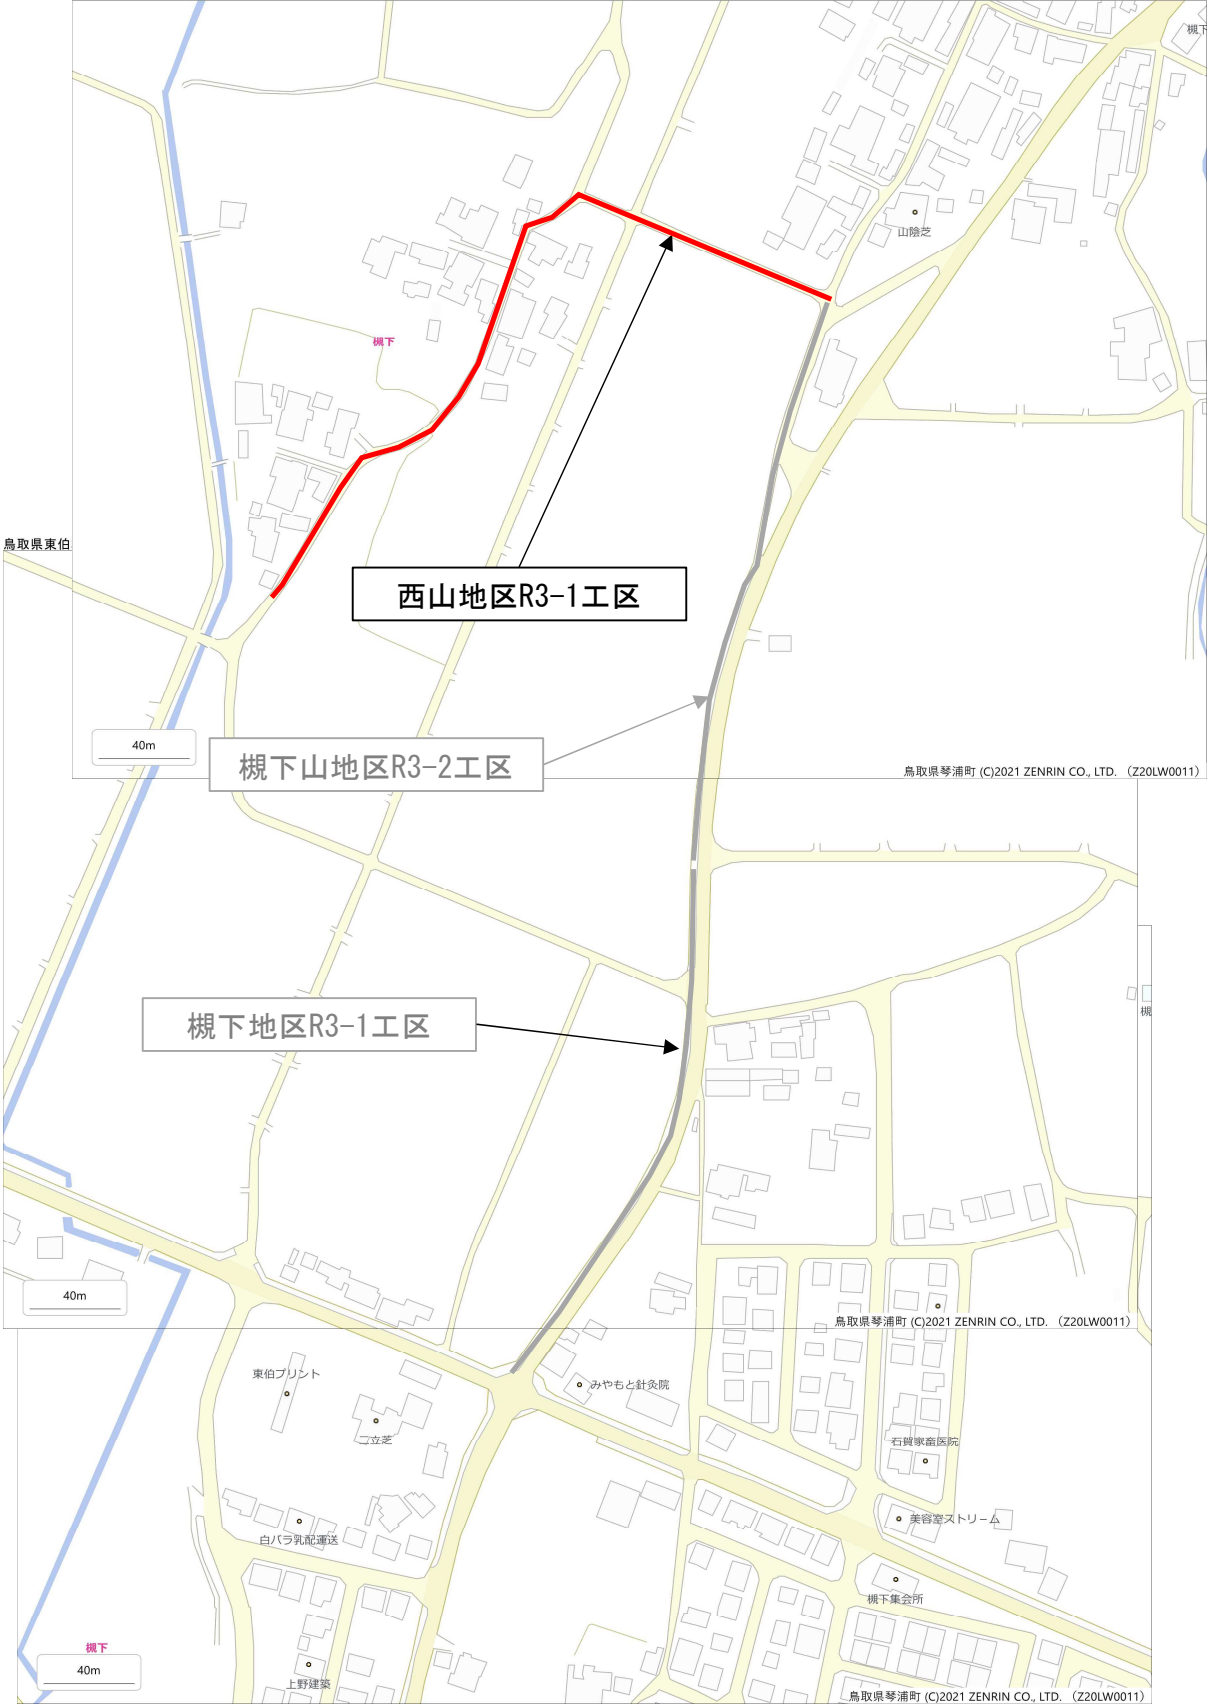 槻下
山陰芝
槻下
鳥取県東伯
西山地区R3-1工区
40m
槻下山地区R3-2工区
鳥取県琴浦町 (C)2021 ZENRIN CO., LTD. (Z20LW0011)
槻下地区R3-1工区
槻
40m
鳥取県琴浦町 (C)2021 ZENRIN CO., LTD. (Z20LW0011)
東伯プリント
みやもと針灸院
二立芝
石賀家畜医院
美容室ストリーム
白バラ乳配運送
槻下集会所
槻下
40m
上野建築
鳥取県琴浦町 (C)2021 ZENRIN CO., LTD. (Z20LW0011)